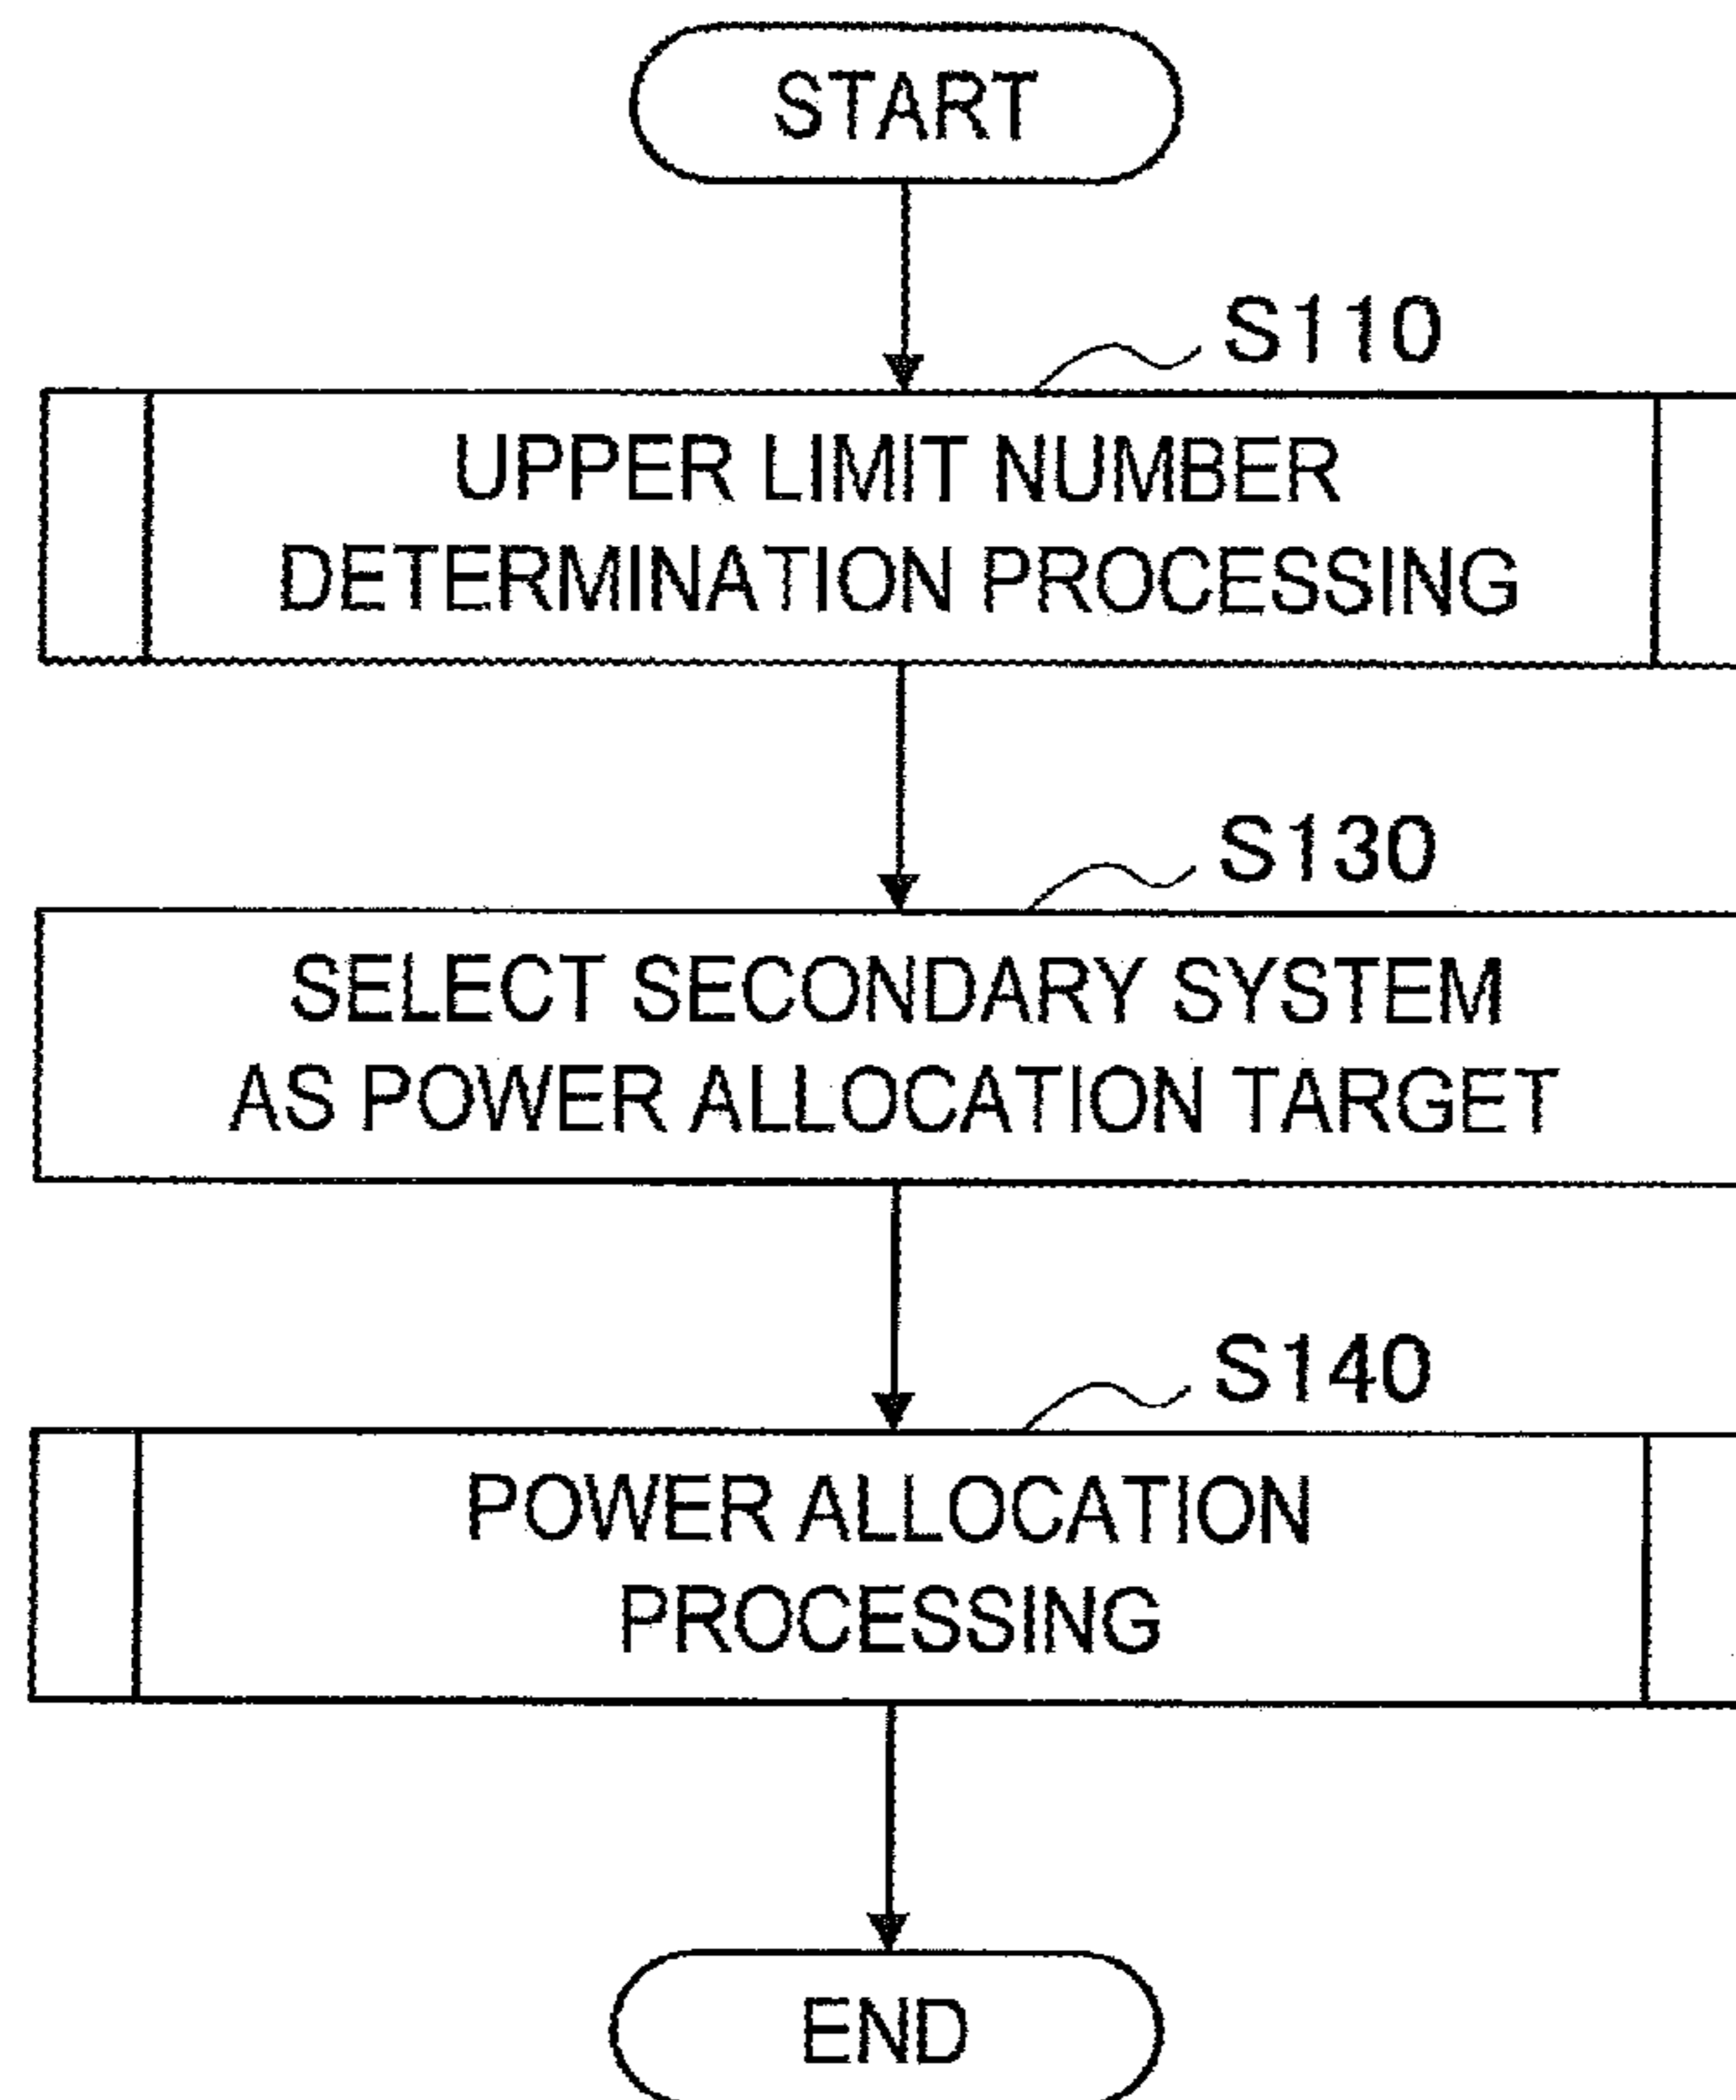 START
S110
UPPER LIMIT NUMBER
DETERMINATION PROCESSING
S130
SELECT SECONDARY SYSTEM
AS POWER ALLOCATION TARGET
S140
POWER ALLOCATION
PROCESSING
END